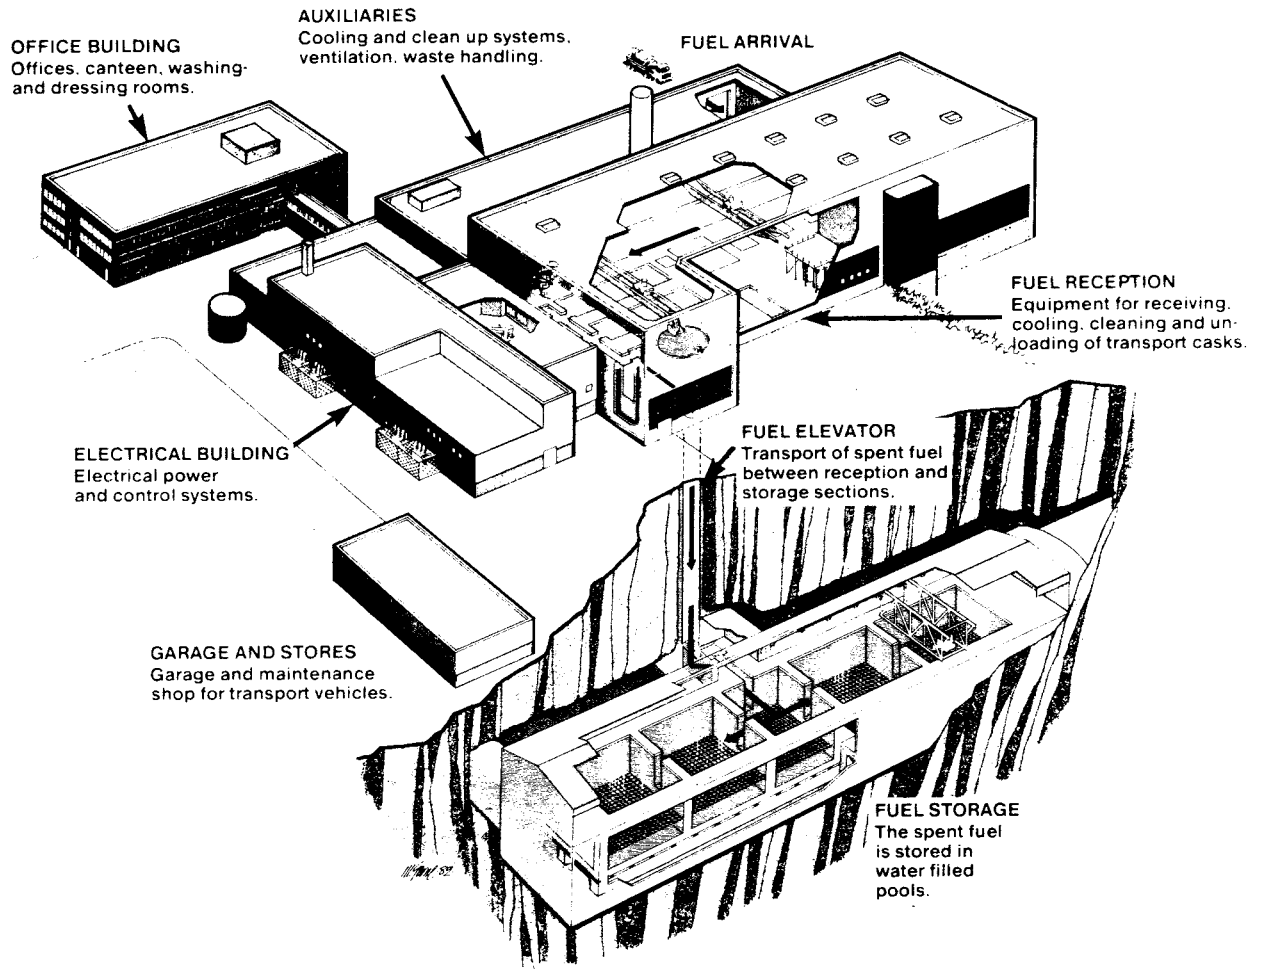 AUXILIARIES
Cooling and clean up systems,
ventilation, waste handling.
OFFICE BUILDING
Offices, canteen, washing-
and dressing rooms.
FUEL ARRIVAL
FUEL RECEPTION
Equipment for receiving,
cooling, cleaning and un-
loading of transport casks.
FUEL ELEVATOR
Transport of spent fuel
between reception and
storage sections.
ELECTRICAL BUILDING
Electrical power
and control systems.
GARAGE AND STORES
Garage and maintenance
shop for transport vehicles.
FUEL STORAGE
The spent fuel
is stored in
water filled
pools.